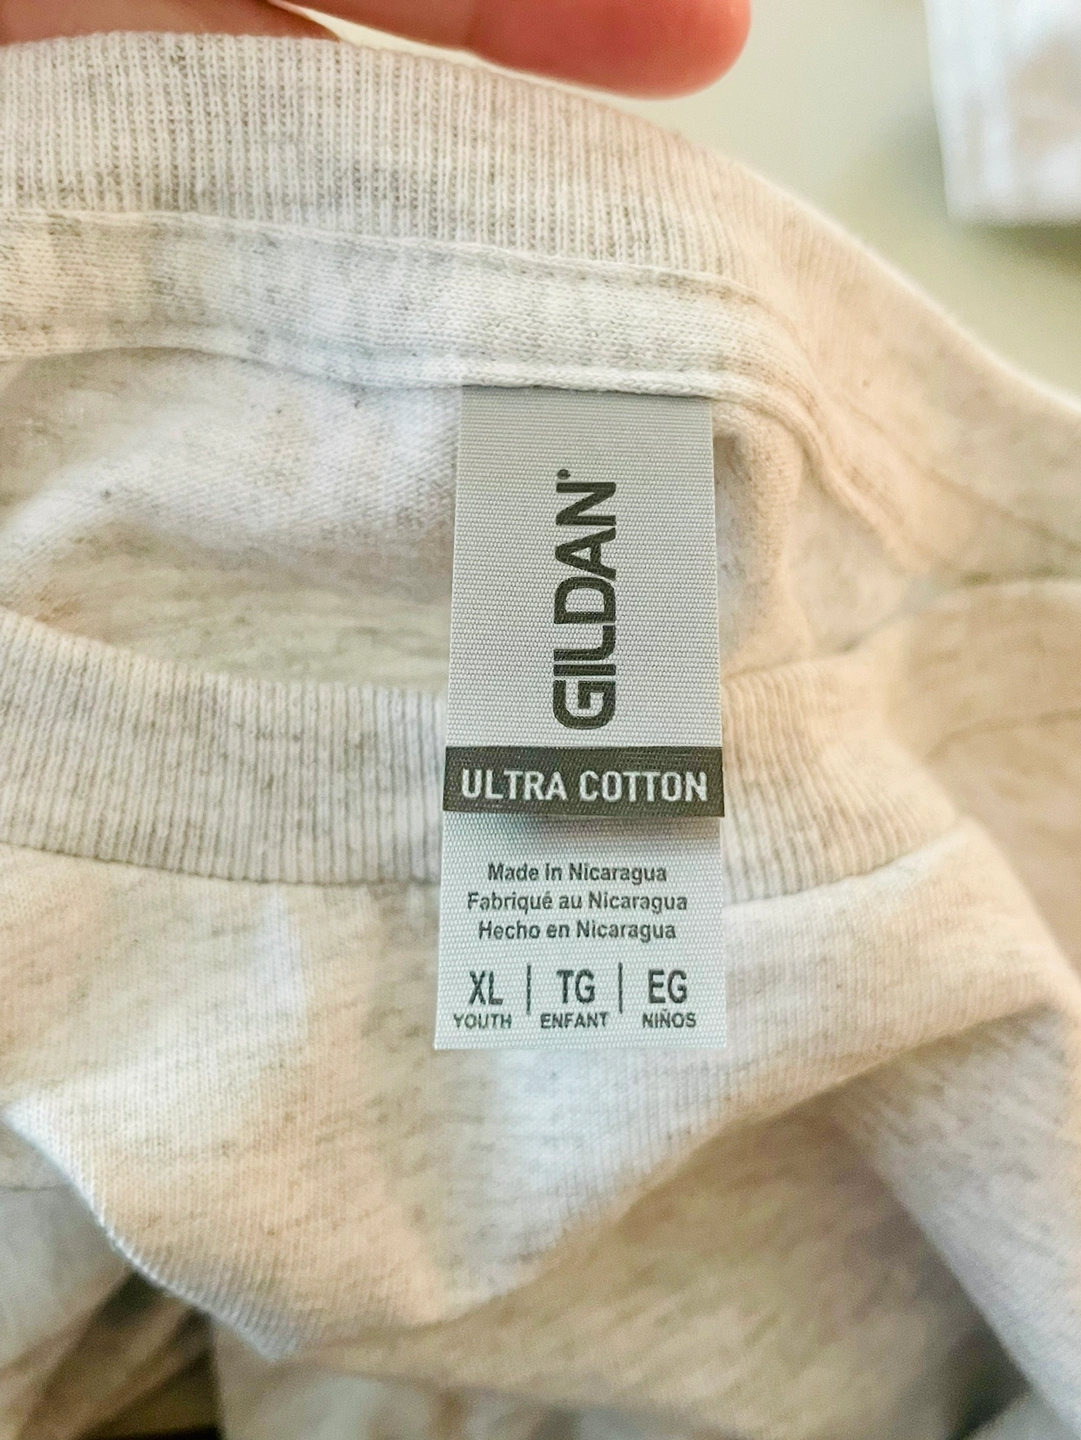 GILDAN®
ULTRA COTTON
Made In Nicaragua
Fabriqué au Nicaragua
Hecho en Nicaragua
XL | TG | EG
YOUTH ENFANT NIÑOS